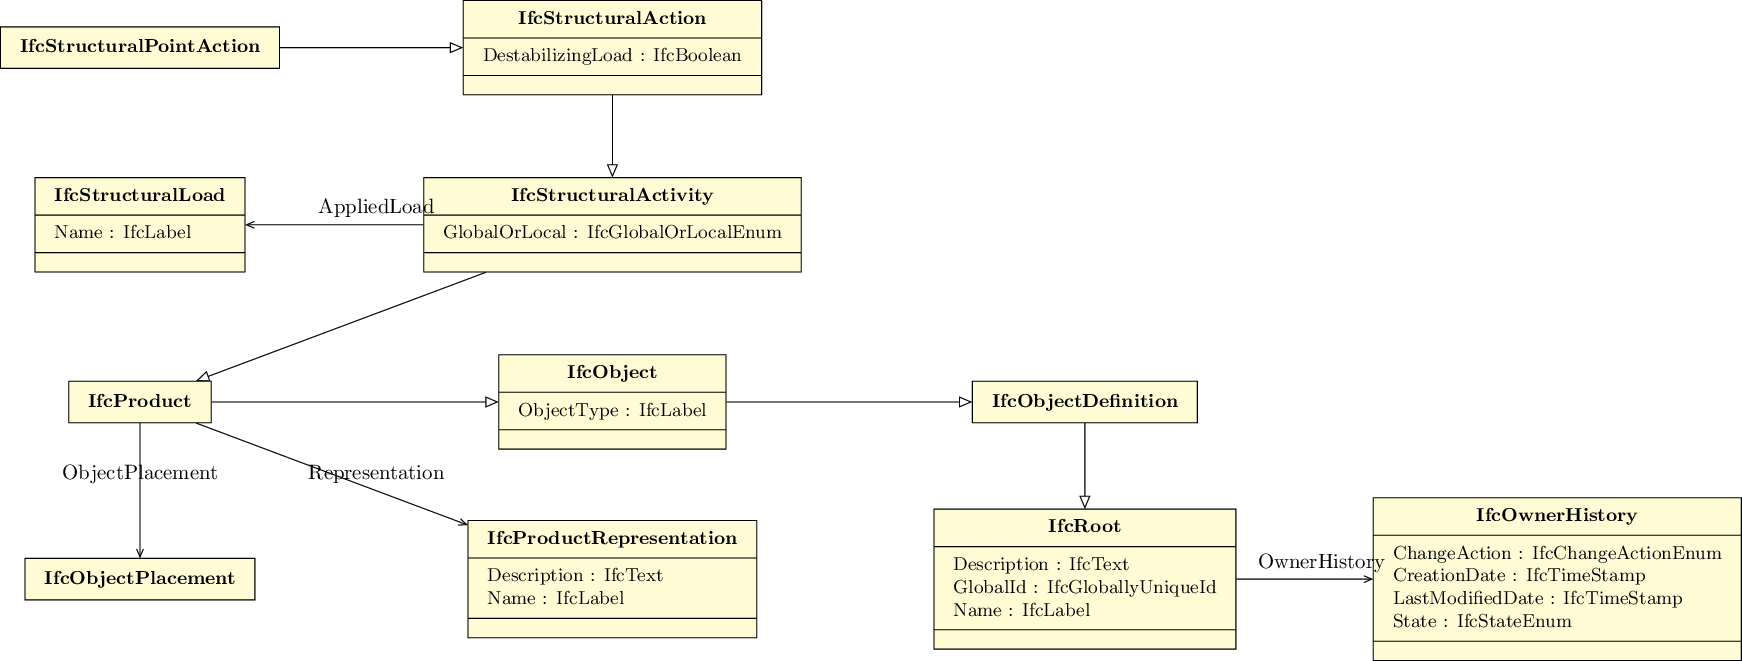 IfcStructuralPointAction
IfcStructuralAction
DestabilizingLoad : IfcBoolean
IfcStructuralLoad
Name : IfcLabel
AppliedLoad
IfcStructuralActivity
GlobalOrLocal : IfcGlobalOrLocalEnum
IfcProduct
IfcObject
ObjectType : IfcLabel
IfcObjectDefinition
ObjectPlacement
Representation
IfcObjectPlacement
IfcProductRepresentation
Description : IfcText
Name : IfcLabel
IfcRoot
Description : IfcText
GlobalId : IfcGloballyUniqueId
Name : IfcLabel
OwnerHistory
IfcOwnerHistory
ChangeAction : IfcChangeActionEnum
CreationDate : IfcTimeStamp
LastModifiedDate : IfcTimeStamp
State : IfcStateEnum